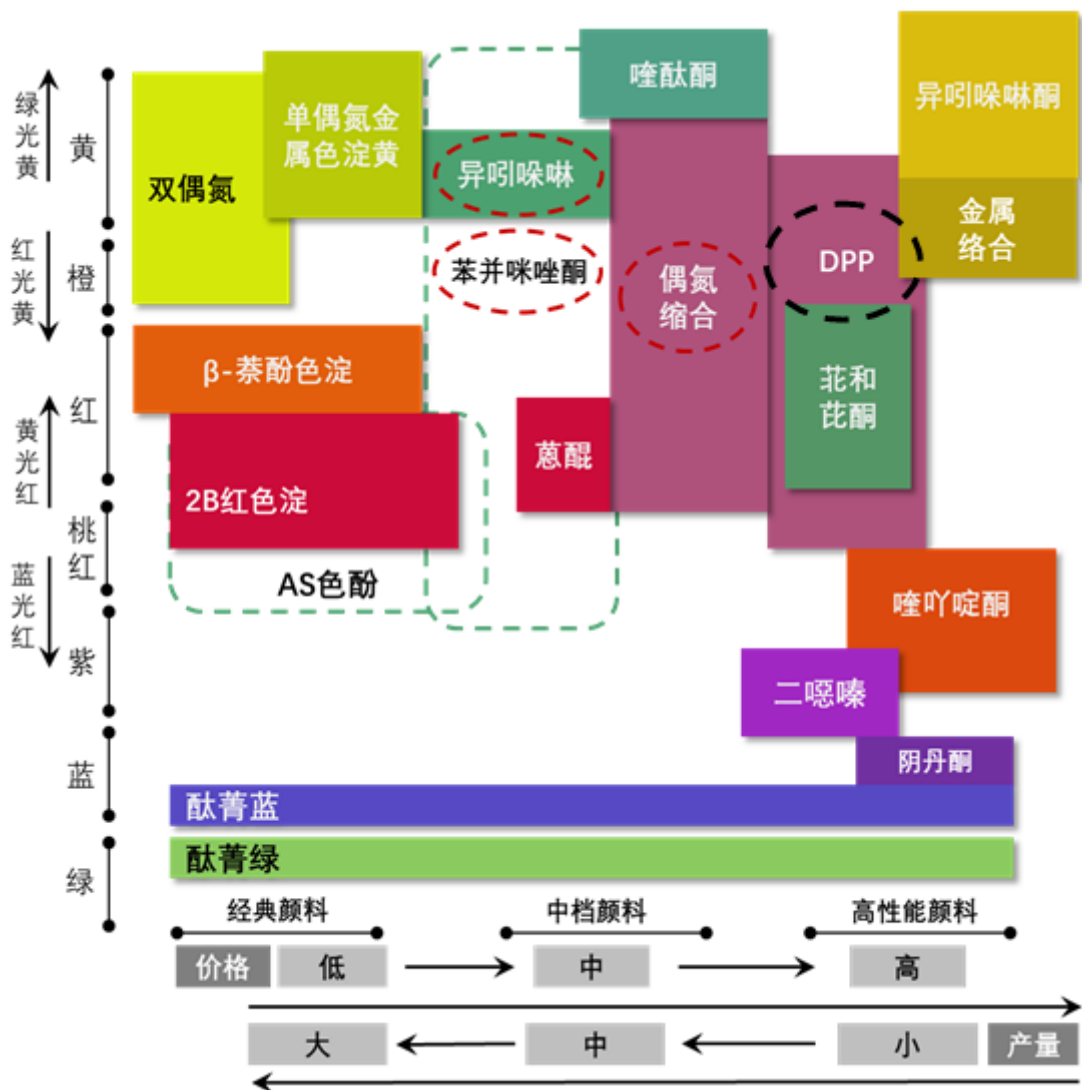 绿光黄
红光黄
黄光红
蓝光红
黄
橙
红
桃红
紫
蓝
绿
双偶氮
单偶氮金
属色淀黄
喹酞酮
异吲哚啉酮
异吲哚啉
金属
络合
苯并咪唑酮
偶氮
缩合
DPP
β-萘酚色淀
苝和
芘酮
2B红色淀
蒽醌
AS色酚
喹吖啶酮
二噁嗪
阴丹酮
酞菁蓝
酞菁绿
经典颜料
中档颜料
高性能颜料
价格
低
中
高
大
中
小
产量